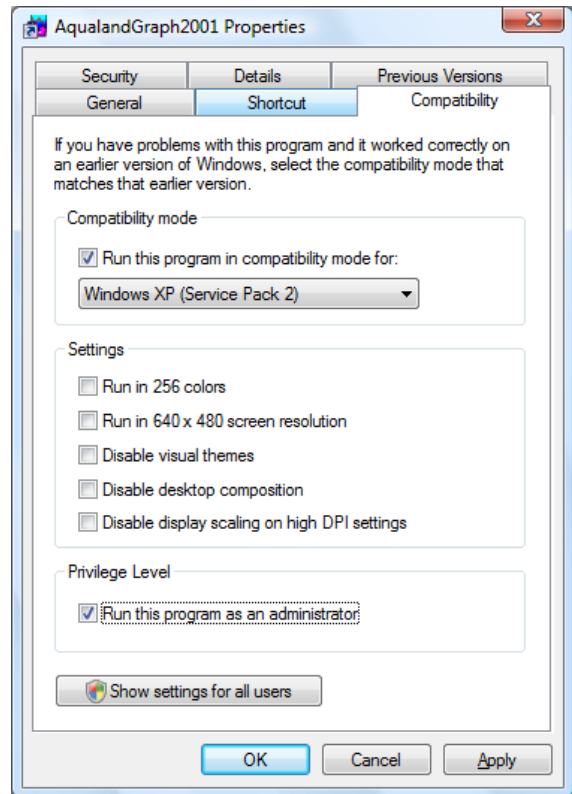 AqualandGraph2001 Properties
Security Details Previous Versions
General Shortcut Compatibility
If you have problems with this program and it worked correctly on
an earlier version of Windows, select the compatibility mode that
matches that earlier version.
Compatibility mode
Run this program in compatibility mode for:
Windows XP (Service Pack 2)
Settings
Run in 256 colors
Run in 640 x 480 screen resolution
Disable visual themes
Disable desktop composition
Disable display scaling on high DPI settings
Privilege Level
Run this program as an administrator
Show settings for all users
OK Cancel Apply